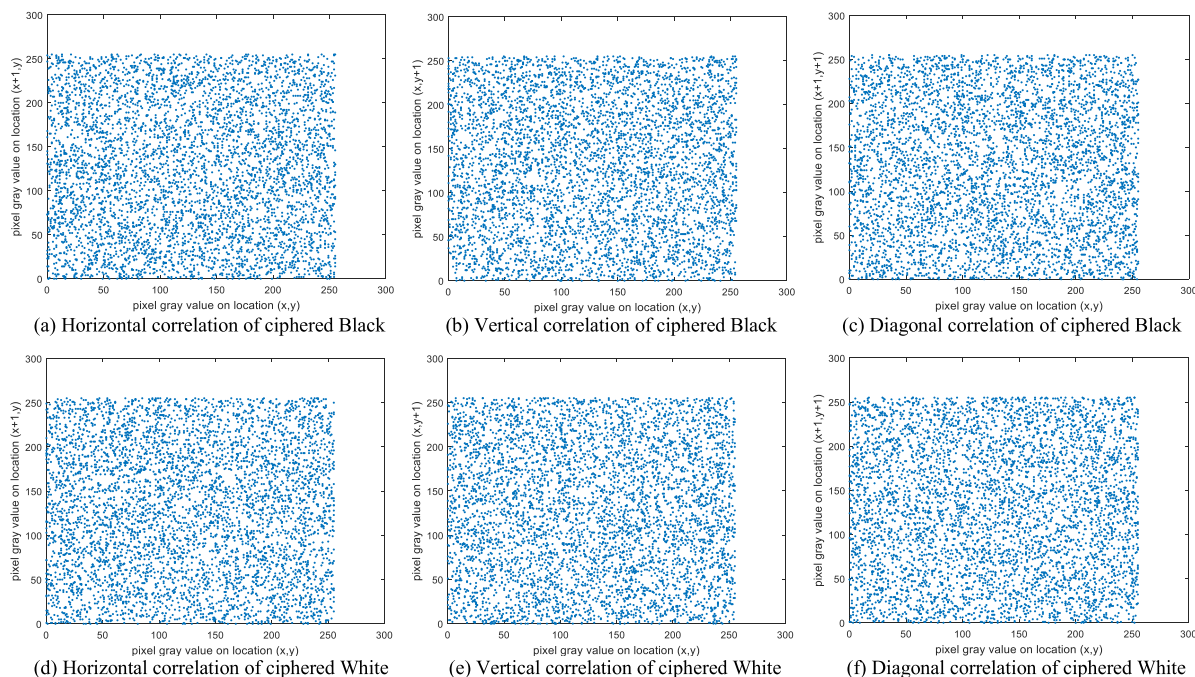 300
250
200
150
100
50
0
pixel gray value on location (x+1,y)
0 50 100 150 200 250 300
pixel gray value on location (x,y)
(a) Horizontal correlation of ciphered Black
300
250
200
150
100
50
0
pixel gray value on location (x,y+1)
0 50 100 150 200 250 300
pixel gray value on location (x,y)
(b) Vertical correlation of ciphered Black
300
250
200
150
100
50
0
pixel gray value on location (x+1,y+1)
0 50 100 150 200 250 300
pixel gray value on location (x,y)
(c) Diagonal correlation of ciphered Black
300
250
200
150
100
50
0
pixel gray value on location (x+1,y)
0 50 100 150 200 250 300
pixel gray value on location (x,y)
(d) Horizontal correlation of ciphered White
300
250
200
150
100
50
0
pixel gray value on location (x,y+1)
0 50 100 150 200 250 300
pixel gray value on location (x,y)
(e) Vertical correlation of ciphered White
300
250
200
150
100
50
0
pixel gray value on location (x+1,y+1)
0 50 100 150 200 250 300
pixel gray value on location (x,y)
(f) Diagonal correlation of ciphered White